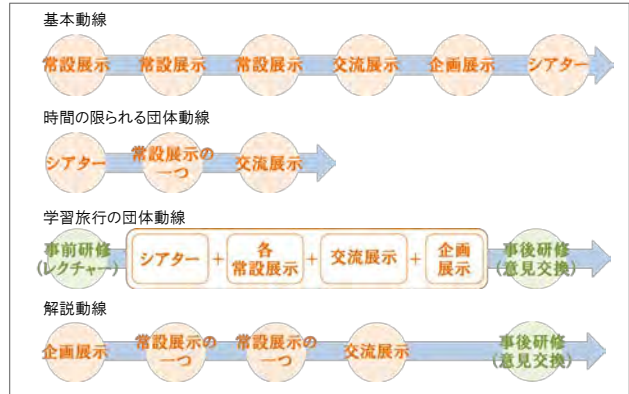 基本動線
常設展示 常設展示 常設展示 交流展示 企画展示 シアター
時間の限られる団体動線
シアター 常設展示の一つ 交流展示
学習旅行の団体動線
事前研修(レクチャー) シアター + 各常設展示 + 交流展示 + 企画展示 事後研修(意見交換)
解説動線
企画展示 常設展示の一つ 常設展示の一つ 交流展示 事後研修(意見交換)